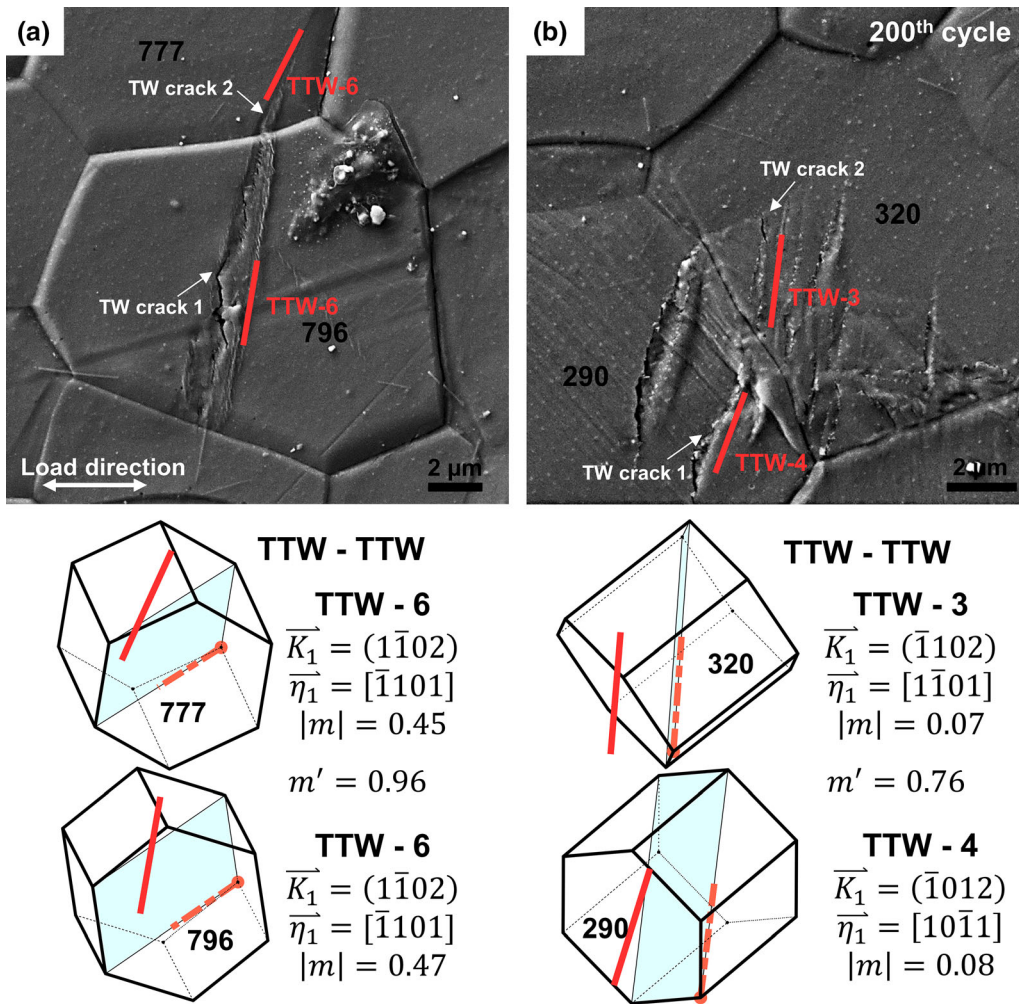 (a)
777
TW crack 2
TTW-6
TW crack 1
TTW-6
796
Load direction
2 μm
(b)
200th cycle
TW crack 2
320
TTW-3
290
TW crack 1
TTW-4
2 μm
TTW - TTW
TTW - 6
K₁ = (11̄02)
η₁ = [1̄101]
|m| = 0.45
777
m′ = 0.96
TTW - 6
K₁ = (11̄02)
η₁ = [1̄101]
|m| = 0.47
796
TTW - TTW
TTW - 3
K₁ = (1̄102)
η₁ = [11̄01]
|m| = 0.07
320
m′ = 0.76
TTW - 4
K₁ = (1̄012)
η₁ = [101̄1]
|m| = 0.08
290